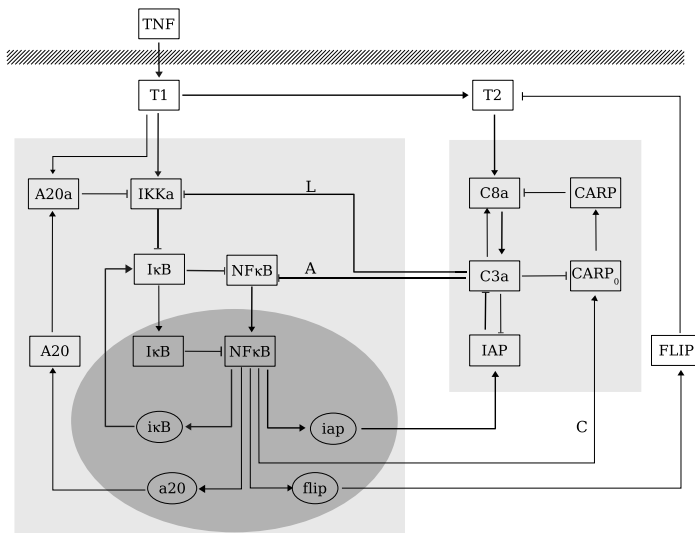 TNF
T1
T2
A20a
IKKa
L
C8a
CARP
IκB
NFκB
A
C3a
CARP₀
A20
IκB
NFκB
IAP
FLIP
iκB
iap
C
a20
flip